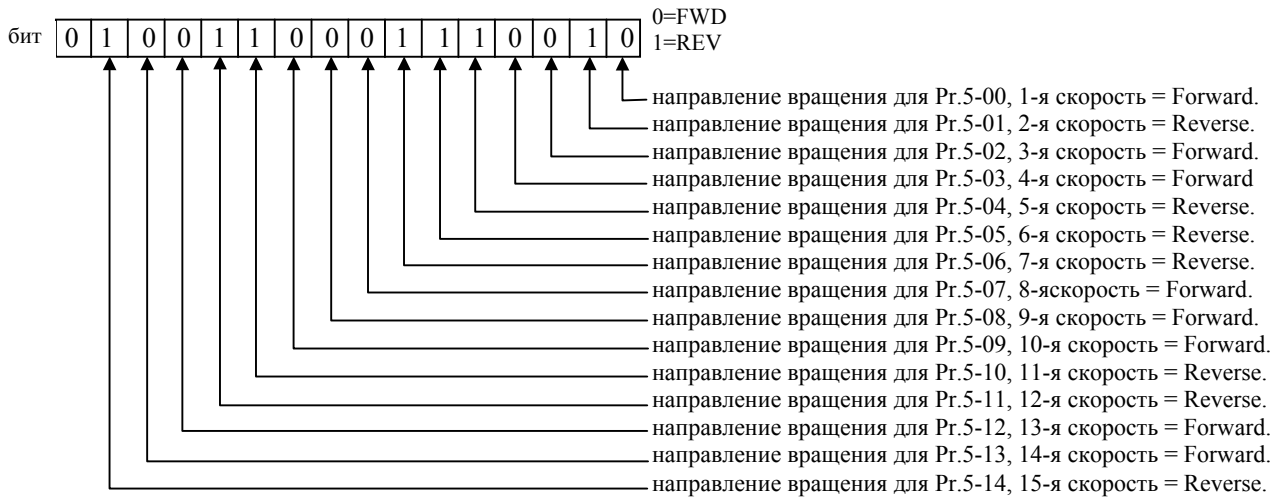 0=FWD
бит 0 1 0 0 1 1 0 0 0 1 1 1 0 0 1 0 1=REV
направление вращения для Pr.5-00, 1-я скорость = Forward.
направление вращения для Pr.5-01, 2-я скорость = Reverse.
направление вращения для Pr.5-02, 3-я скорость = Forward.
направление вращения для Pr.5-03, 4-я скорость = Forward
направление вращения для Pr.5-04, 5-я скорость = Reverse.
направление вращения для Pr.5-05, 6-я скорость = Reverse.
направление вращения для Pr.5-06, 7-я скорость = Reverse.
направление вращения для Pr.5-07, 8-яскорость = Forward.
направление вращения для Pr.5-08, 9-я скорость = Forward.
направление вращения для Pr.5-09, 10-я скорость = Forward.
направление вращения для Pr.5-10, 11-я скорость = Reverse.
направление вращения для Pr.5-11, 12-я скорость = Reverse.
направление вращения для Pr.5-12, 13-я скорость = Forward.
направление вращения для Pr.5-13, 14-я скорость = Forward.
направление вращения для Pr.5-14, 15-я скорость = Reverse.